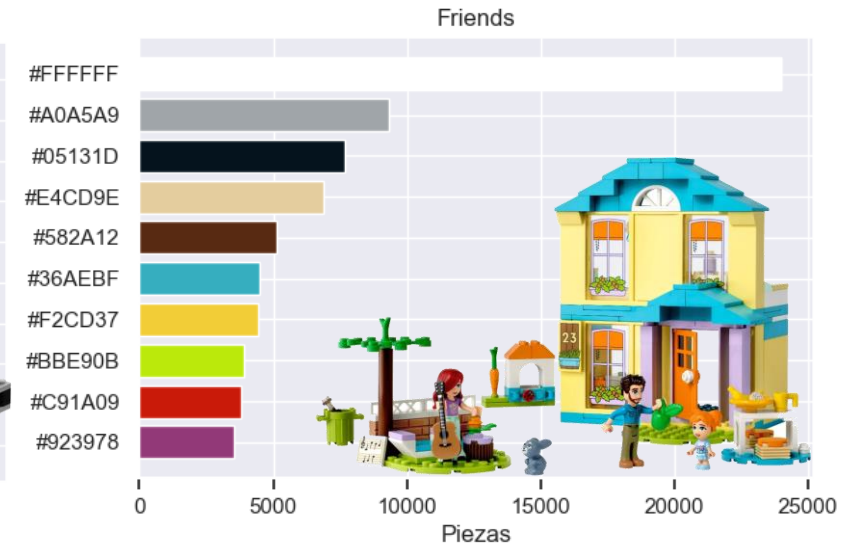 Friends
#FFFFFF
#A0A5A9
#05131D
#E4CD9E
#582A12
#36AEBF
#F2CD37
#BBE90B
#C91A09
#923978
23
0 5000 10000 15000 20000 25000
Piezas